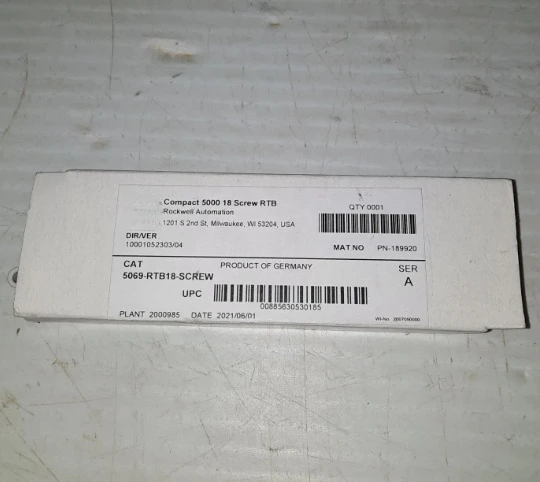 Compact 5000 18 Screw RTB
Rockwell Automation
1201 S 2nd St, Milwaukee, WI 53204, USA
QTY 0001
DIR/VER
10001052303/04
MAT NO PN-189920
CAT
PRODUCT OF GERMANY
SER
5069-RTB18-SCREW
A
UPC
00885630530185
PLANT 2000985 DATE 2021/06/01
WI-No.